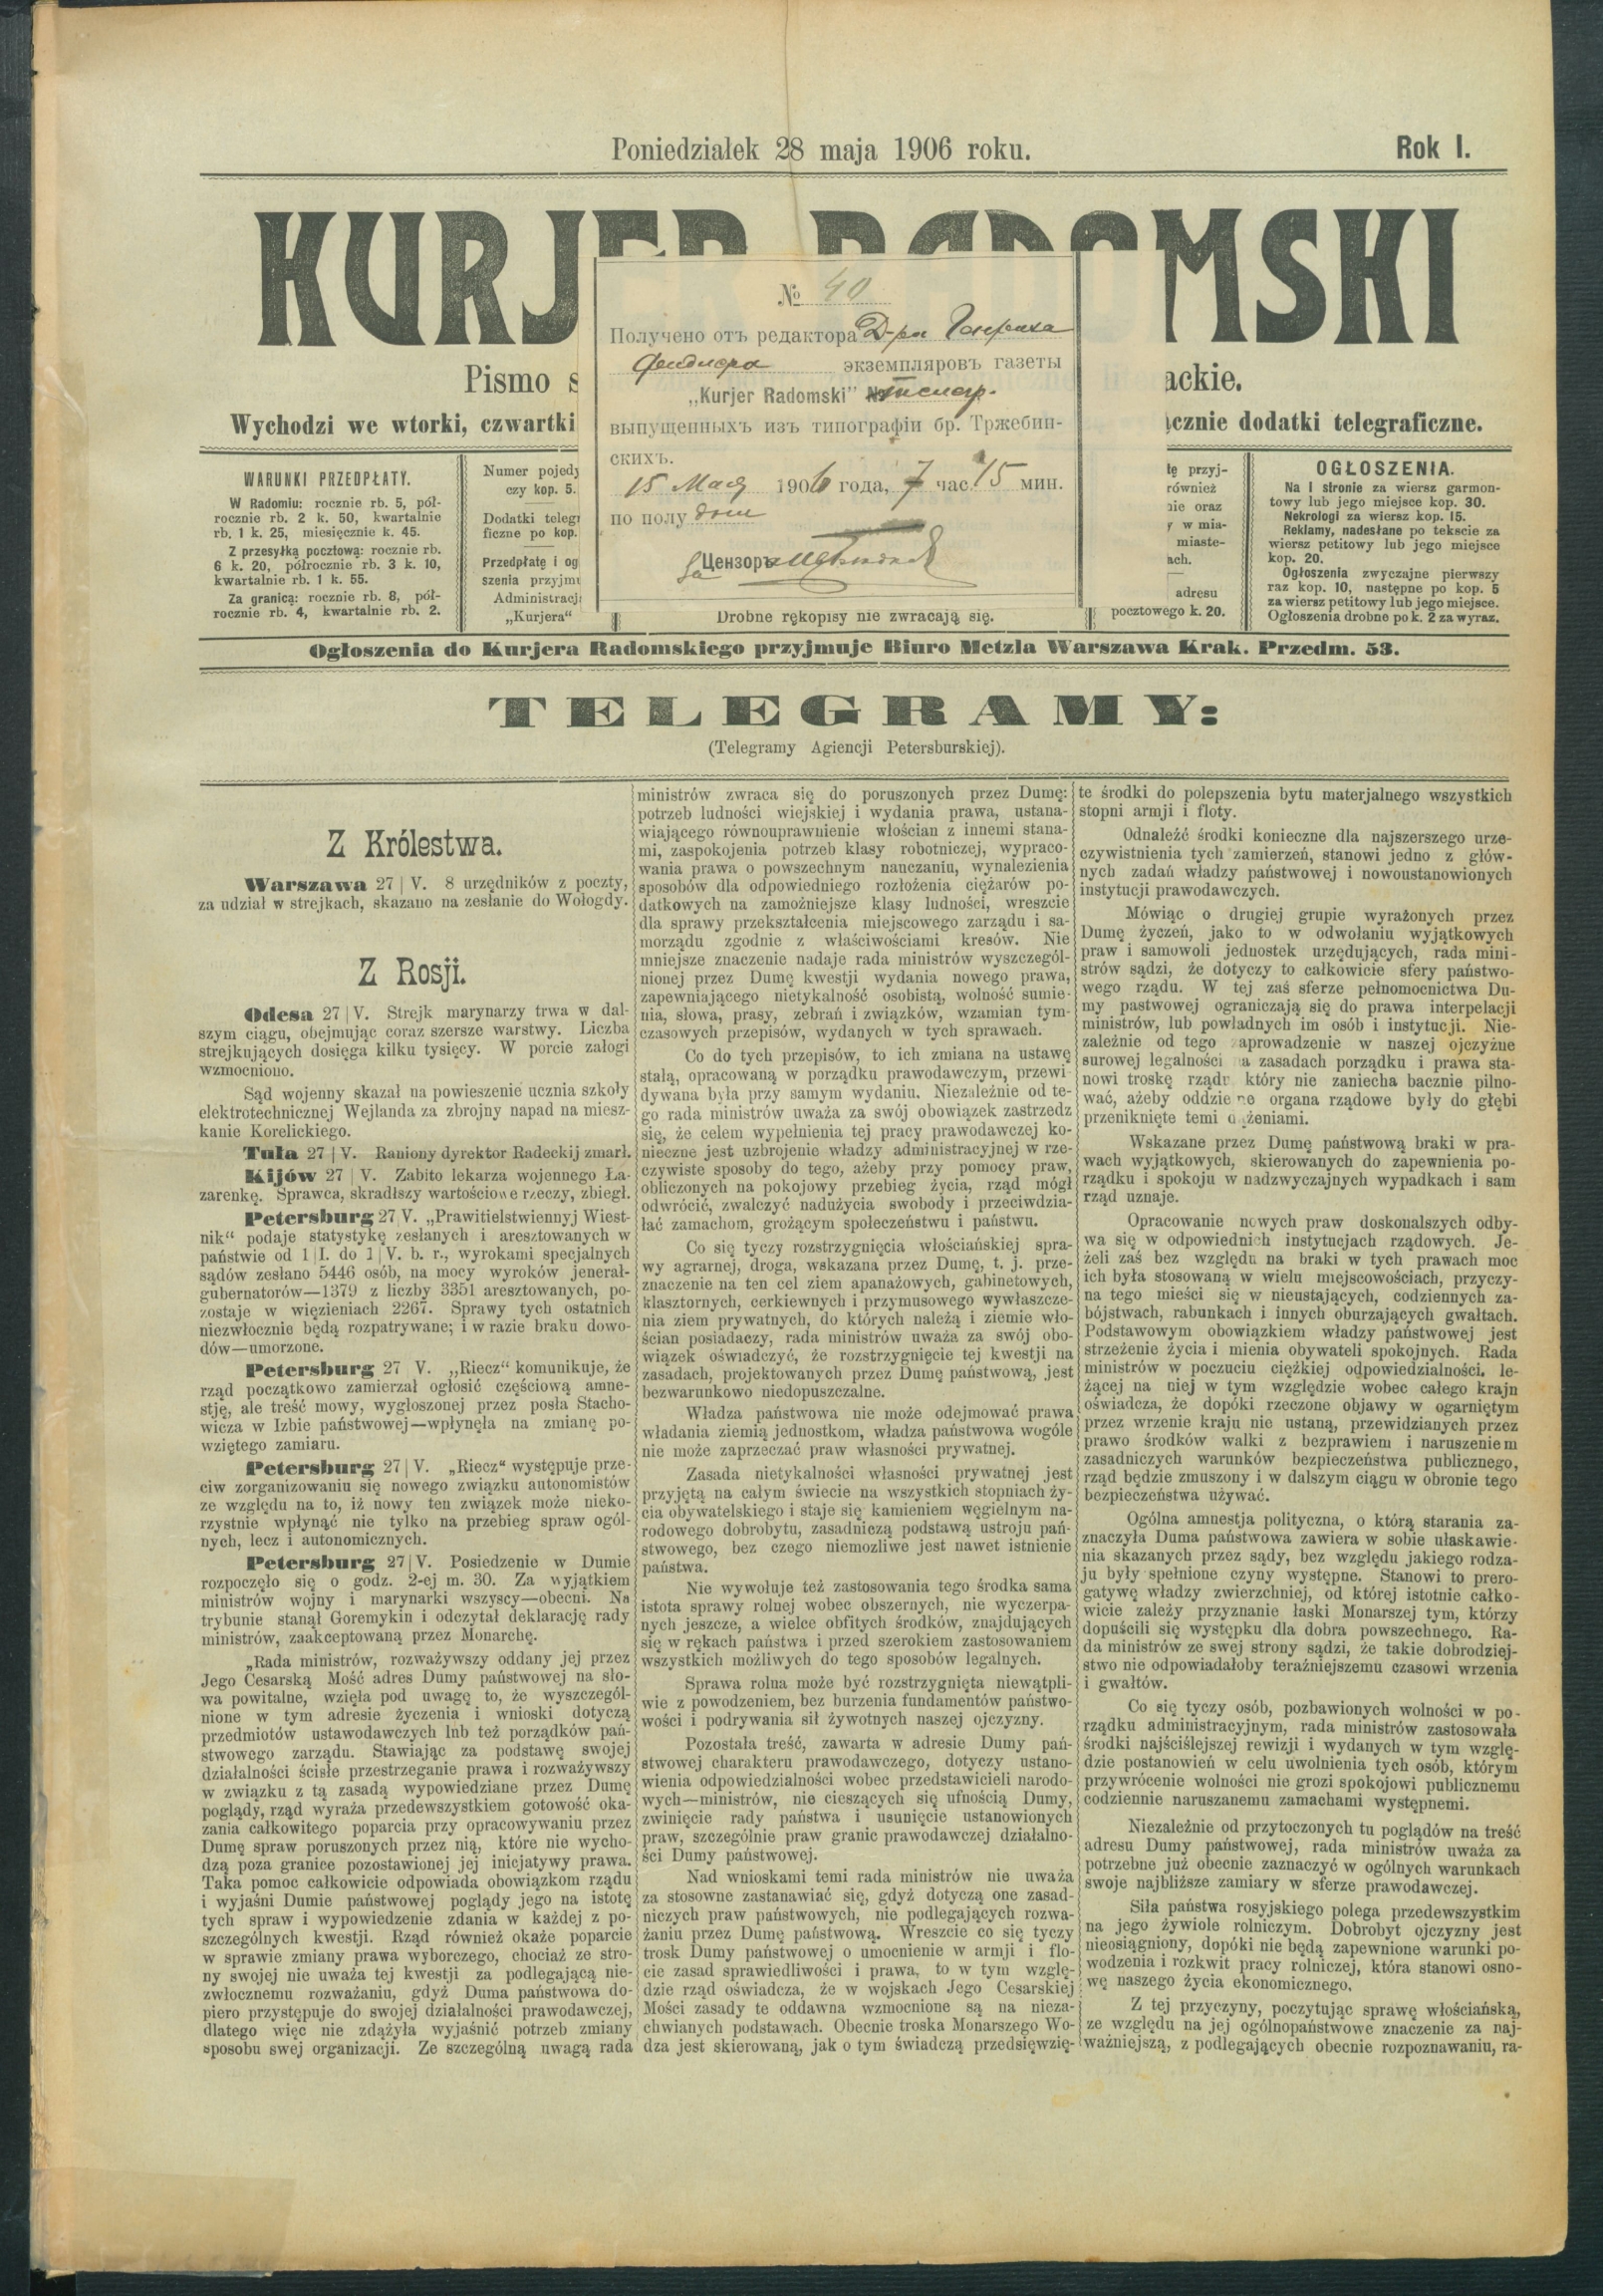 Poniedziałek 28 maja 1906 roku.
Rok I.
KURJER RADOMSKI
Pismo s
ackie.
Wychodzi we wtorki, czwartki
ącznie dodatki telegraficzne.
WARUNKI PRZEDPŁATY.
W Radomiu: rocznie rb. 5, pół-
rocznie rb. 2 k. 50, kwartalnie
rb. 1 k. 25, miesięcznie k. 45.
Z przesyłką pocztową: rocznie rb.
6 k. 20, półrocznie rb. 3 k. 10,
kwartalnie rb. 1 k. 55.
Za granicą: rocznie rb. 8, pół-
rocznie rb. 4, kwartalnie rb. 2.
Numer pojedy
czy kop. 5.
Dodatki telegr
ficzne po kop.
Przedpłatę i og
szenia przyjmu
Administracja
„Kurjera“
№ 40
Получено отъ редактора Д-ра
экземпляровъ газеты
„Kurjer Radomski"
выпущенныхъ изъ типографіи бр. Тржебин-
скихъ.
15 Мая 1906 года, 7 час. 15 мин.
по полу дни
За Цензора
Drobne rękopisy nie zwracają się.
tę przyj-
również
nie oraz
y w mia-
miaste-
ach.
adresu
pocztowego k. 20.
OGŁOSZENIA.
Na I stronie za wiersz garmon-
towy lub jego miejsce kop. 30.
Nekrologi za wiersz kop. 15.
Reklamy, nadesłane po tekscie za
wiersz petitowy lub jego miejsce
kop. 20.
Ogłoszenia zwyczajne pierwszy
raz kop. 10, następne po kop. 5
za wiersz petitowy lub jego miejsce.
Ogłoszenia drobne po k. 2 za wyraz.
Ogłoszenia do Kurjera Radomskiego przyjmuje Biuro Metzla Warszawa Krak. Przedm. 53.
TELEGRAMY:
(Telegramy Agiencji Petersburskiej).
Z Królestwa.
Warszawa 27 | V. 8 urzędników z poczty,
za udział w strejkach, skazano na zesłanie do Wołogdy.
Z Rosji.
Odesa 27 | V. Strejk marynarzy trwa w dal-
szym ciągu, obejmując coraz szersze warstwy. Liczba
strejkujących dosięga kilku tysięcy. W porcie załogi
wzmocniono.
Sąd wojenny skazał na powieszenie ucznia szkoły
elektrotechnicznej Wejlanda za zbrojny napad na miesz-
kanie Korelickiego.
Tuła 27 | V. Raniony dyrektor Radeckij zmarł.
Kijów 27 | V. Zabito lekarza wojennego Ła-
zarenkę. Sprawca, skradłszy wartościowe rzeczy, zbiegł.
Petersburg 27 V. „Prawitielstwiennyj Wiest-
nik“ podaje statystykę zesłanych i aresztowanych w
państwie od 1 | I. do 1 | V. b. r., wyrokami specjalnych
sądów zesłano 5446 osób, na mocy wyroków jenerał-
gubernatorów—1379 z liczby 3351 aresztowanych, po-
zostaje w więzieniach 2267. Sprawy tych ostatnich
niezwłocznie będą rozpatrywane; i w razie braku dowo-
dów—umorzone.
Petersburg 27 V. „Riecz“ komunikuje, że
rząd początkowo zamierzał ogłosić częściową amne-
stję, ale treść mowy, wygłoszonej przez posła Stacho-
wicza w Izbie państwowej—wpłynęła na zmianę po-
wziętego zamiaru.
Petersburg 27 | V. „Riecz“ występuje prze-
ciw zorganizowaniu się nowego związku autonomistów
ze względu na to, iż nowy ten związek może nieko-
rzystnie wpłynąć nie tylko na przebieg spraw ogól-
nych, lecz i autonomicznych.
Petersburg 27 | V. Posiedzenie w Dumie
rozpoczęło się o godz. 2-ej m. 30. Za wyjątkiem
ministrów wojny i marynarki wszyscy—obecni. Na
trybunie stanął Goremykin i odczytał deklarację rady
ministrów, zaakceptowaną przez Monarchę.
„Rada ministrów, rozważywszy oddany jej przez
Jego Cesarską Mość adres Dumy państwowej na sło-
wa powitalne, wzięła pod uwagę to, że wyszczegól-
nione w tym adresie życzenia i wnioski dotyczą
przedmiotów ustawodawczych lnb też porządków pań-
stwowego zarządu. Stawiając za podstawę swojej
działalności ścisłe przestrzeganie prawa i rozważywszy
w związku z tą zasadą wypowiedziane przez Dumę
poglądy, rząd wyraża przedewszystkiem gotowość oka-
zania całkowitego poparcia przy opracowywaniu przez
Dumę spraw poruszonych przez nią, które nie wycho-
dzą poza granice pozostawionej jej inicjatywy prawa.
Taka pomoc całkowicie odpowiada obowiązkom rządu
i wyjaśni Dumie państwowej poglądy jego na istotę
tych spraw i wypowiedzenie zdania w każdej z po-
szczególnych kwestji. Rząd również okaże poparcie
w sprawie zmiany prawa wyborczego, chociaż ze stro-
ny swojej nie uważa tej kwestji za podlegającą nie-
zwłocznemu rozważaniu, gdyż Duma państwowa do-
piero przystępuje do swojej działalności prawodawczej,
dlatego więc nie zdążyła wyjaśnić potrzeb zmiany
sposobu swej organizacji. Ze szczególną uwagą rada
ministrów zwraca się do poruszonych przez Dumę:
potrzeb ludności wiejskiej i wydania prawa, ustana-
wiającego równouprawnienie włościan z innemi stana-
mi, zaspokojenia potrzeb klasy robotniczej, wypraco-
wania prawa o powszechnym nauczaniu, wynalezienia
sposobów dla odpowiedniego rozłożenia ciężarów po-
datkowych na zamożniejsze klasy ludności, wreszcie
dla sprawy przekształcenia miejscowego zarządu i sa-
morządu zgodnie z właściwościami kresów. Nie
mniejsze znaczenie nadaje rada ministrów wyszczegól-
nionej przez Dumę kwestji wydania nowego prawa,
zapewniającego nietykalność osobistą, wolność sumie-
nia, słowa, prasy, zebrań i związków, wzamian tym-
czasowych przepisów, wydanych w tych sprawach.
Co do tych przepisów, to ich zmiana na ustawę
stałą, opracowaną w porządku prawodawczym, przewi-
dywana była przy samym wydaniu. Niezależnie od te-
go rada ministrów uważa za swój obowiązek zastrzedz
się, że celem wypełnienia tej pracy prawodawczej ko-
nieczne jest uzbrojenie władzy administracyjnej w rze-
czywiste sposoby do tego, ażeby przy pomocy praw,
obliczonych na pokojowy przebieg życia, rząd mógł
odwrócić, zwalczyć nadużycia swobody i przeciwdzia-
łać zamachom, grożącym społeczeństwu i państwu.
Co się tyczy rozstrzygnięcia włościańskiej spra-
wy agrarnej, droga, wskazana przez Dumę, t. j. prze-
znaczenie na ten cel ziem apanażowych, gabinetowych,
klasztornych, cerkiewnych i przymusowego wywłaszcze-
nia ziem prywatnych, do których należą i ziemie wło-
ścian posiadaczy, rada ministrów uważa za swój obo-
wiązek oświadczyć, że rozstrzygnięcie tej kwestji na
zasadach, projektowanych przez Dumę państwową, jest
bezwarunkowo niedopuszczalne.
Władza państwowa nie może odejmować prawa
władania ziemią jednostkom, władza państwowa wogóle
nie może zaprzeczać praw własności prywatnej.
Zasada nietykalności własności prywatnej jest
przyjętą na całym świecie na wszystkich stopniach ży-
cia obywatelskiego i staje się kamieniem węgielnym na-
rodowego dobrobytu, zasadniczą podstawą ustroju pań-
stwowego, bez czego niemozliwe jest nawet istnienie
państwa.
Nie wywołuje też zastosowania tego środka sama
istota sprawy rolnej wobec obszernych, nie wyczerpa-
nych jeszcze, a wielce obfitych środków, znajdujących
się w rękach państwa i przed szerokiem zastosowaniem
wszystkich możliwych do tego sposobów legalnych.
Sprawa rolna może być rozstrzygnięta niewątpli-
wie z powodzeniem, bez burzenia fundamentów państwo-
wości i podrywania sił żywotnych naszej ojczyzny.
Pozostała treść, zawarta w adresie Dumy pań-
stwowej charakteru prawodawczego, dotyczy ustano-
wienia odpowiedzialności wobec przedstawicieli narodo-
wych—ministrów, nie cieszących się ufnością Dumy,
zwinięcie rady państwa i usunięcie ustanowionych
praw, szczególnie praw granic prawodawczej działalno-
ści Dumy państwowej.
Nad wnioskami temi rada ministrów nie uważa
za stosowne zastanawiać się, gdyż dotyczą one zasad-
niczych praw państwowych, nie podlegających rozwa-
żaniu przez Dumę państwową. Wreszcie co się tyczy
trosk Dumy państwowej o umocnienie w armji i flo-
cie zasad sprawiedliwości i prawa, to w tym wzglę-
dzie rząd oświadcza, że w wojskach Jego Cesarskiej
Mości zasady te oddawna wzmocnione są na nieza-
chwianych podstawach. Obecnie troska Monarszego Wo-
dza jest skierowaną, jak o tym świadczą przedsięwzię-
te środki do polepszenia bytu materjalnego wszystkich
stopni armji i floty.
Odnaleźć środki konieczne dla najszerszego urze-
czywistnienia tych zamierzeń, stanowi jedno z głów-
nych zadań władzy państwowej i nowoustanowionych
instytucji prawodawczych.
Mówiąc o drugiej grupie wyrażonych przez
Dumę życzeń, jako to w odwołaniu wyjątkowych
praw i samowoli jednostek urzędujących, rada mini-
strów sądzi, że dotyczy to całkowicie sfery państwo-
wego rządu. W tej zaś sferze pełnomocnictwa Du-
my pastwowej ograniczają się do prawa interpelacji
ministrów, lub powładnych im osób i instytucji. Nie-
zależnie od tego aprowadzenie w naszej ojczyźnie
surowej legalności a zasadach porządku i prawa sta-
nowi troskę rządu który nie zaniecha bacznie pilno-
wać, ażeby oddzie ne organa rządowe były do głębi
przeniknięte temi d żeniami.
Wskazane przez Dumę państwową braki w pra-
wach wyjątkowych, skierowanych do zapewnienia po-
rządku i spokoju w nadzwyczajnych wypadkach i sam
rząd uznaje.
Opracowanie nowych praw doskonalszych odby-
wa się w odpowiednich instytucjach rządowych. Je-
żeli zaś bez względu na braki w tych prawach moc
ich była stosowaną w wielu miejscowościach, przyczy-
na tego mieści się w nieustających, codziennych za-
bójstwach, rabunkach i innych oburzających gwałtach.
Podstawowym obowiązkiem władzy państwowej jest
strzeżenie życia i mienia obywateli spokojnych. Rada
ministrów w poczuciu ciężkiej odpowiedzialności, le-
żącej na niej w tym względzie wobec całego krajn
oświadcza, że dopóki rzeczone objawy w ogarniętym
przez wrzenie kraju nie ustaną, przewidzianych przez
prawo środków walki z bezprawiem i naruszeniem
zasadniczych warunków bezpieczeństwa publicznego,
rząd będzie zmuszony i w dalszym ciągu w obronie tego
bezpieczeństwa używać.
Ogólna amnestja polityczna, o którą starania za-
znaczyła Duma państwowa zawiera w sobie ułaskawie-
nia skazanych przez sądy, bez względu jakiego rodza-
ju były spełnione czyny występne. Stanowi to prero-
gatywę władzy zwierzchniej, od której istotnie całko-
wicie zależy przyznanie łaski Monarszej tym, którzy
dopuścili się występku dla dobra powszechnego. Ra-
da ministrów ze swej strony sądzi, że takie dobrodziej-
stwo nie odpowiadałoby teraźniejszemu czasowi wrzenia
i gwałtów.
Co się tyczy osób, pozbawionych wolności w po-
rządku administracyjnym, rada ministrów zastosowała
środki najściślejszej rewizji i wydanych w tym wzglę-
dzie postanowień w celu uwolnienia tych osób, którym
przywrócenie wolności nie grozi spokojowi publicznemu
codziennie naruszanemu zamachami występnemi.
Niezależnie od przytoczonych tu poglądów na treść
adresu Dumy państwowej, rada ministrów uważa za
potrzebne już obecnie zaznaczyć w ogólnych warunkach
swoje najbliższe zamiary w sferze prawodawczej.
Siła państwa rosyjskiego polega przedewszystkim
na jego żywiole rolniczym. Dobrobyt ojczyzny jest
nieosiągniony, dopóki nie będą zapewnione warunki po-
wodzenia i rozkwit pracy rolniczej, która stanowi osno-
wę naszego życia ekonomicznego.
Z tej przyczyny, poczytując sprawę włościańską,
ze względu na jej ogólnopaństwowe znaczenie za naj-
ważniejszą, z podlegających obecnie rozpoznawaniu, ra-